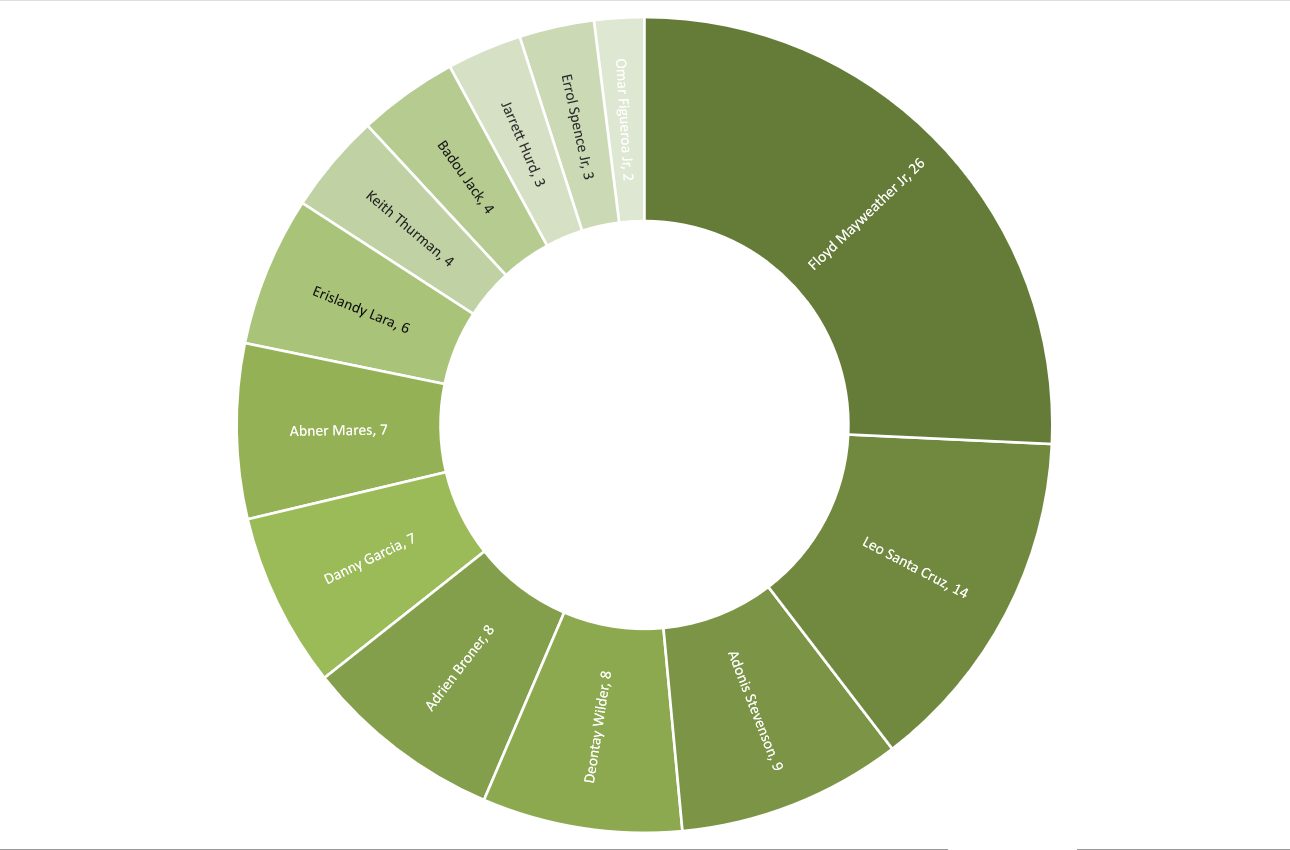 Floyd Mayweather Jr, 26
Leo Santa Cruz, 14
Adonis Stevenson, 9
Deontay Wilder, 8
Adrien Broner, 8
Danny Garcia, 7
Abner Mares, 7
Erislandy Lara, 6
Keith Thurman, 4
Badou Jack, 4
Jarrett Hurd, 3
Errol Spence Jr, 3
Omar Figueroa Jr, 2